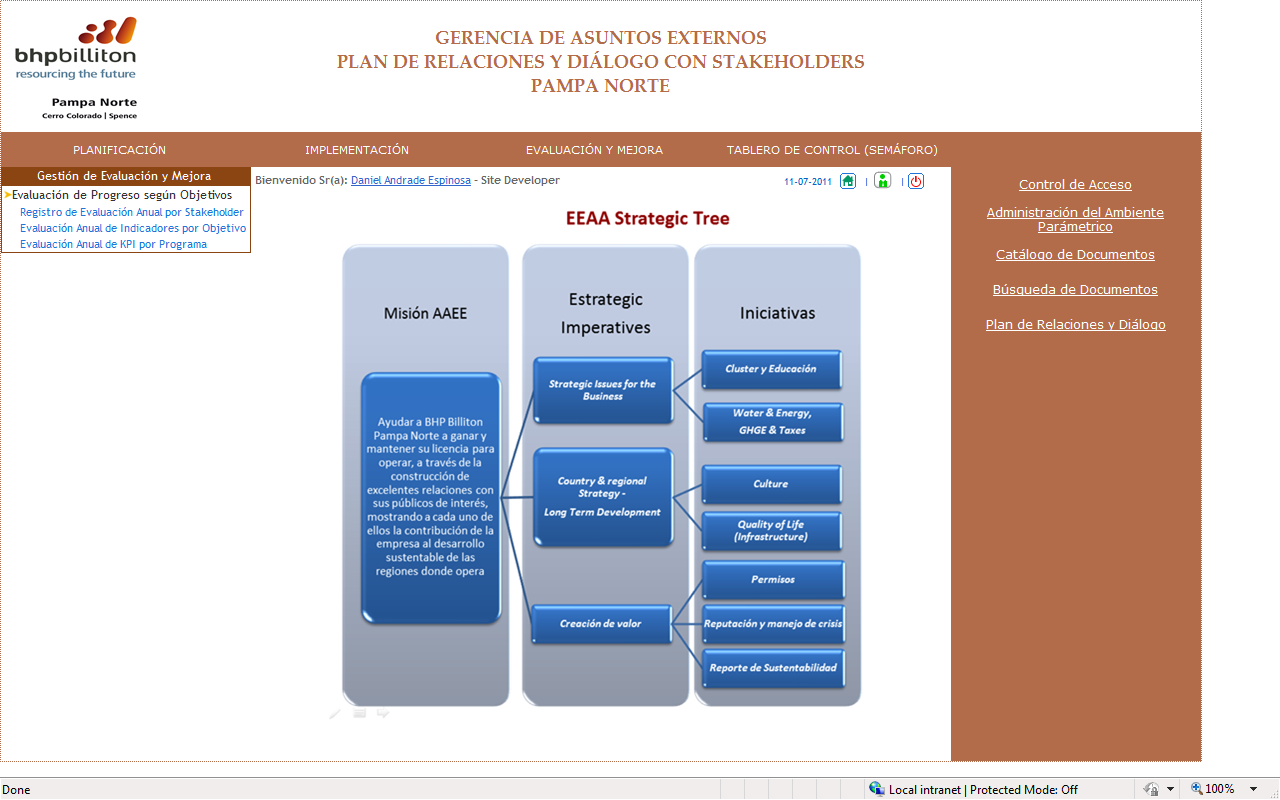 bhpbilliton
resourcing the future
Pampa Norte
Cerro Colorado | Spence
GERENCIA DE ASUNTOS EXTERNOS
PLAN DE RELACIONES Y DIÁLOGO CON STAKEHOLDERS
PAMPA NORTE
PLANIFICACIÓN
IMPLEMENTACIÓN
EVALUACIÓN Y MEJORA
TABLERO DE CONTROL (SEMÁFORO)
Gestión de Evaluación y Mejora
Evaluación de Progreso según Objetivos
Registro de Evaluación Anual por Stakeholder
Evaluación Anual de Indicadores por Objetivo
Evaluación Anual de KPI por Programa
Bienvenido Sr(a): Daniel Andrade Espinosa - Site Developer
11-07-2011 | |
EEAA Strategic Tree
Misión AAEE
Ayudar a BHP Billiton
Pampa Norte a ganar y
mantener su licencia para
operar, a través de la
construcción de
excelentes relaciones con
sus públicos de interés,
mostrando a cada uno de
ellos la contribución de la
empresa al desarrollo
sustentable de las
regiones donde opera
Estrategic
Imperatives
Strategic Issues for the
Business
Country & regional
Strategy -
Long Term Development
Creación de valor
Iniciativas
Cluster y Educación
Water & Energy,
GHGE & Taxes
Culture
Quality of Life
(Infrastructure)
Permisos
Reputación y manejo de crisis
Reporte de Sustentabilidad
Control de Acceso
Administración del Ambiente
Parámetrico
Catálogo de Documentos
Búsqueda de Documentos
Plan de Relaciones y Diálogo
Done
Local intranet | Protected Mode: Off
100%